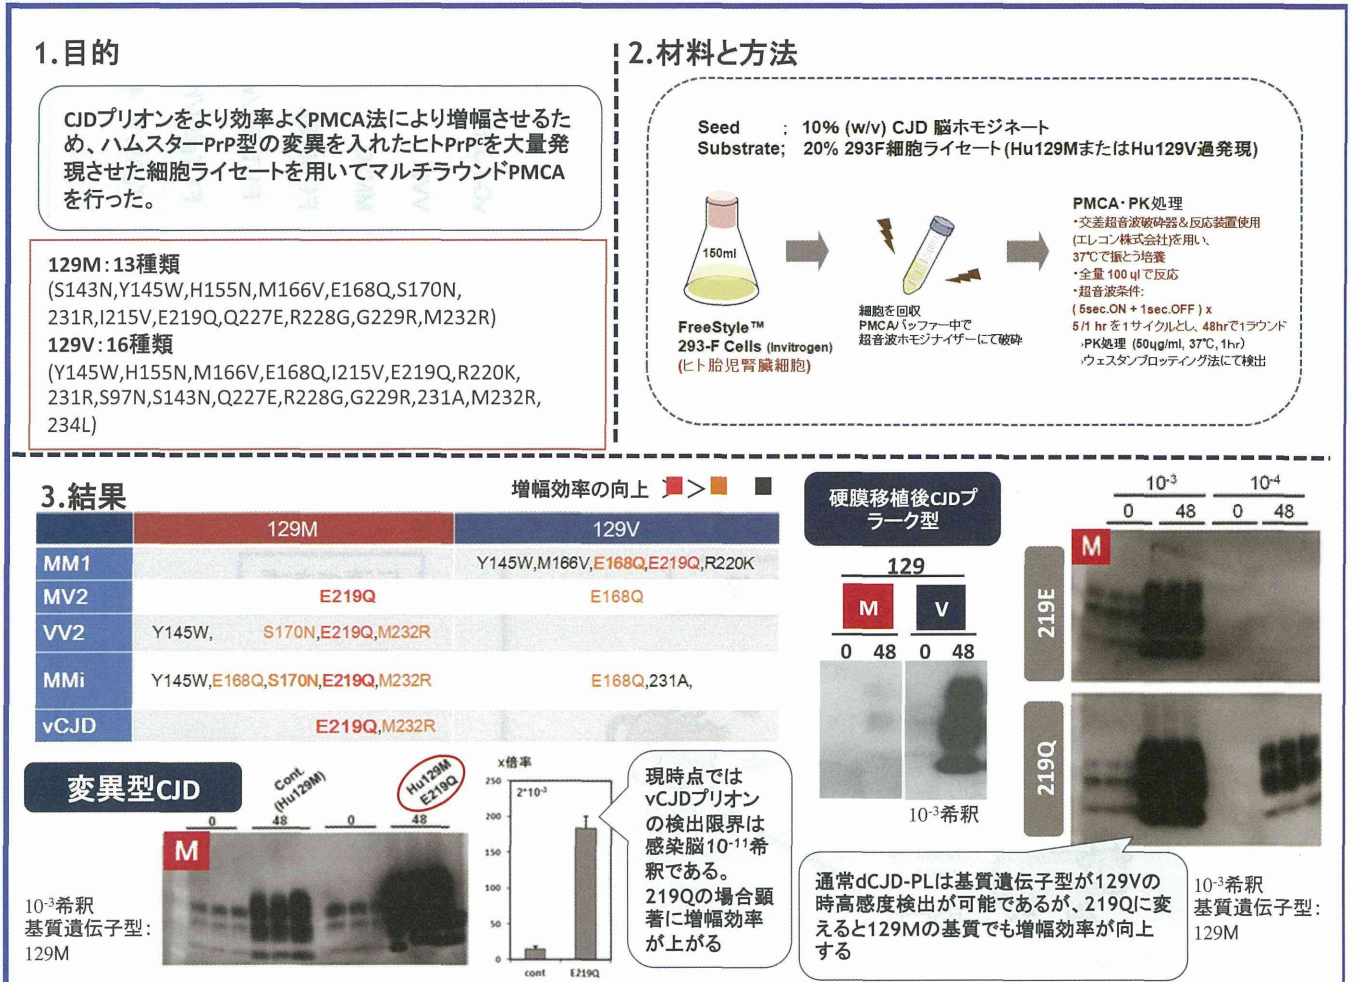 1.目的
CJDプリオンをより効率よくPMCA法により増幅させるた
め、ハムスターPrP型の変異を入れたヒトPrPᶜを大量発
現させた細胞ライセートを用いてマルチラウンドPMCA
を行った。
129M:13種類
(S143N,Y145W,H155N,M166V,E168Q,S170N,
231R,I215V,E219Q,Q227E,R228G,G229R,M232R)
129V:16種類
(Y145W,H155N,M166V,E168Q,I215V,E219Q,R220K,
231R,S97N,S143N,Q227E,R228G,G229R,231A,M232R,
234L)
2.材料と方法
Seed ; 10% (w/v) CJD 脳ホモジネート
Substrate; 20% 293F細胞ライセート(Hu129MまたはHu129V過発現)
150ml
FreeStyle™
293-F Cells (Invitrogen)
(ヒト胎児腎臓細胞)
細胞を回収
PMCAバッファー中で
超音波ホモジナイザーにて破砕
PMCA・PK処理
・交差超音波破砕器&反応装置使用
(エレコン株式会社)を用い、
37℃で振とう培養
・全量 100 ulで反応
・超音波条件:
( 5sec.ON + 1sec.OFF ) x
5/1 hr を1サイクルとし、48hrで1ラウンド
›PK処理 (50ug/ml, 37℃, 1hr)
›ウェスタンブロッティング法にて検出
3.結果
増幅効率の向上 > >
129M 129V
MM1 Y145W,M166V,E168Q,E219Q,R220K
MV2 E219Q E168Q
VV2 Y145W, S170N,E219Q,M232R
MMi Y145W,E168Q,S170N,E219Q,M232R E168Q,231A,
vCJD E219Q,M232R
変異型CJD
Cont.
(Hu129M)
Hu129M
E219Q
0 48 0 48
M
10⁻³希釈
基質遺伝子型:
129M
x倍率
250
200
150
100
50
0
2*10⁻³
cont E219Q
現時点では
vCJDプリオン
の検出限界は
感染脳10⁻¹¹希
釈である。
219Qの場合顕
著に増幅効率
が上がる
硬膜移植後CJDプ
ラーク型
129
M V
0 48 0 48
10⁻³希釈
10⁻³ 10⁻⁴
0 48 0 48
M
219E
219Q
通常dCJD-PLは基質遺伝子型が129Vの
時高感度検出が可能であるが、219Qに変
えると129Mの基質でも増幅効率が向上
する
10⁻³希釈
基質遺伝子型:
129M